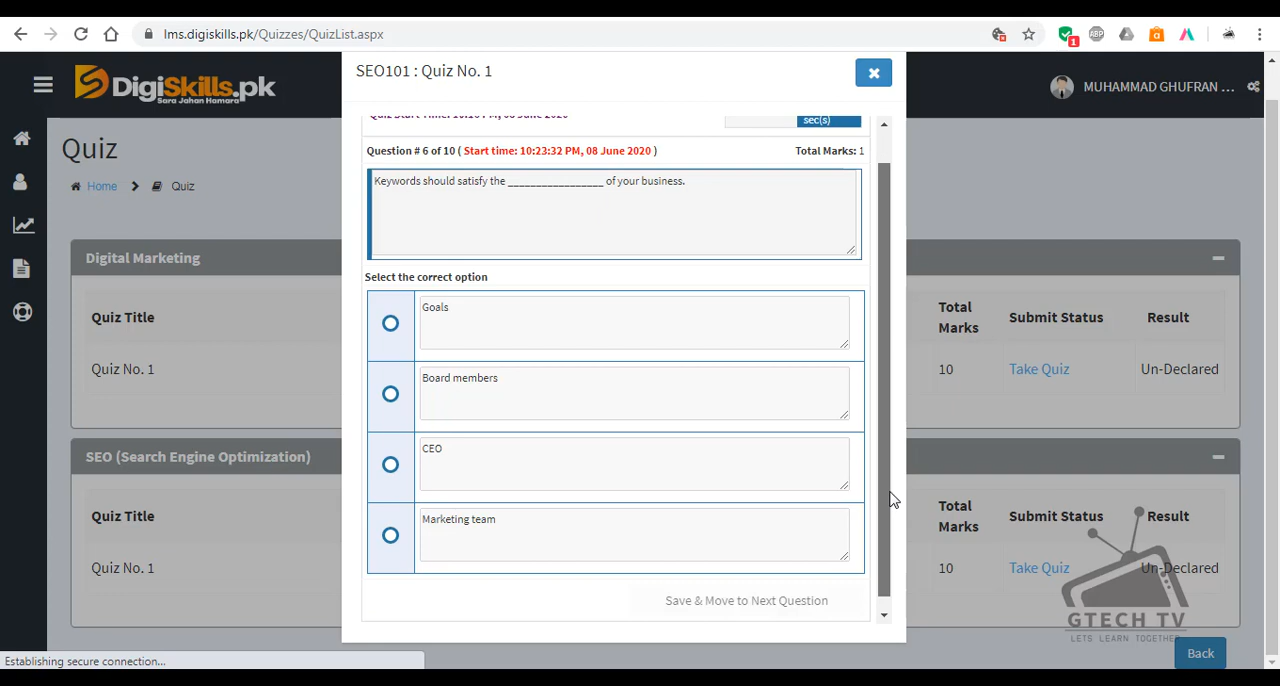 lms.digiskills.pk/Quizzes/QuizList.aspx
1
ABP
a
SEO101 : Quiz No. 1
DigiSkills.pk
Sara Jahan Hamara
MUHAMMAD GHUFRAN ...
sec(s)
Quiz
Question # 6 of 10 ( Start time: 10:23:32 PM, 08 June 2020 )
Total Marks: 1
Home
Quiz
Keywords should satisfy the _________________ of your business.
Digital Marketing
Select the correct option
Quiz Title
Goals
Total Marks
Submit Status
Result
Quiz No. 1
Board members
10
Take Quiz
Un-Declared
SEO (Search Engine Optimization)
CEO
Quiz Title
Marketing team
Total Marks
Submit Status
Result
Quiz No. 1
10
Take Quiz
Un-Declared
Save & Move to Next Question
GTECH TV
LETS LEARN TOGETHER
Back
Establishing secure connection...